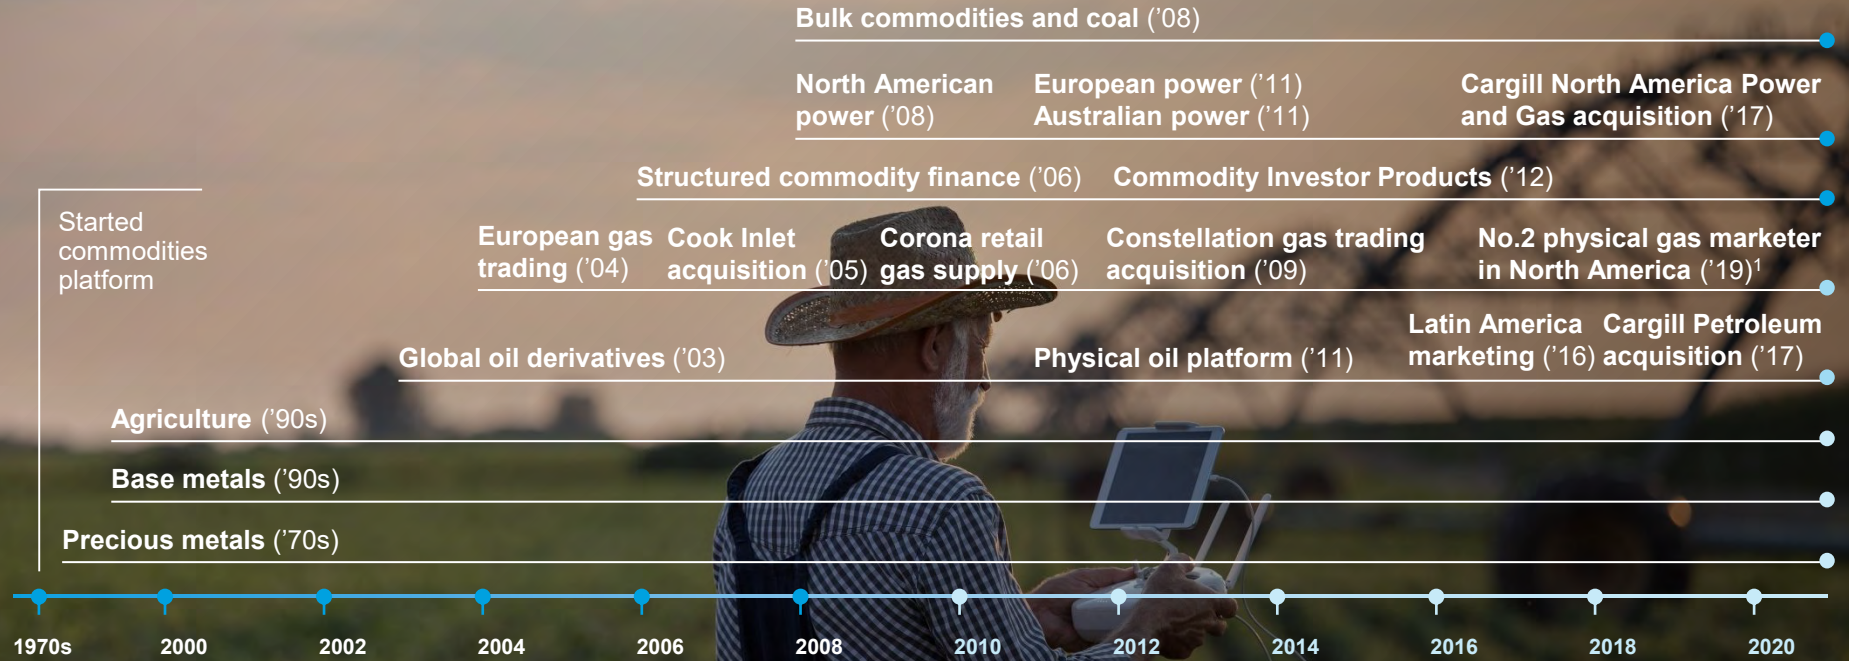 Bulk commodities and coal (’08)
North American
power (’08)
European power (’11)
Australian power (’11)
Cargill North America Power
and Gas acquisition (’17)
Structured commodity finance (’06)
Commodity Investor Products (’12)
Started
commodities
platform
European gas
trading (’04)
Cook Inlet
acquisition (’05)
Corona retail
gas supply (’06)
Constellation gas trading
acquisition (’09)
No.2 physical gas marketer
in North America (’19)¹
Global oil derivatives (’03)
Physical oil platform (’11)
Latin America
marketing (’16)
Cargill Petroleum
acquisition (’17)
Agriculture (’90s)
Base metals (’90s)
Precious metals (’70s)
1970s 2000 2002 2004 2006 2008 2010 2012 2014 2016 2018 2020